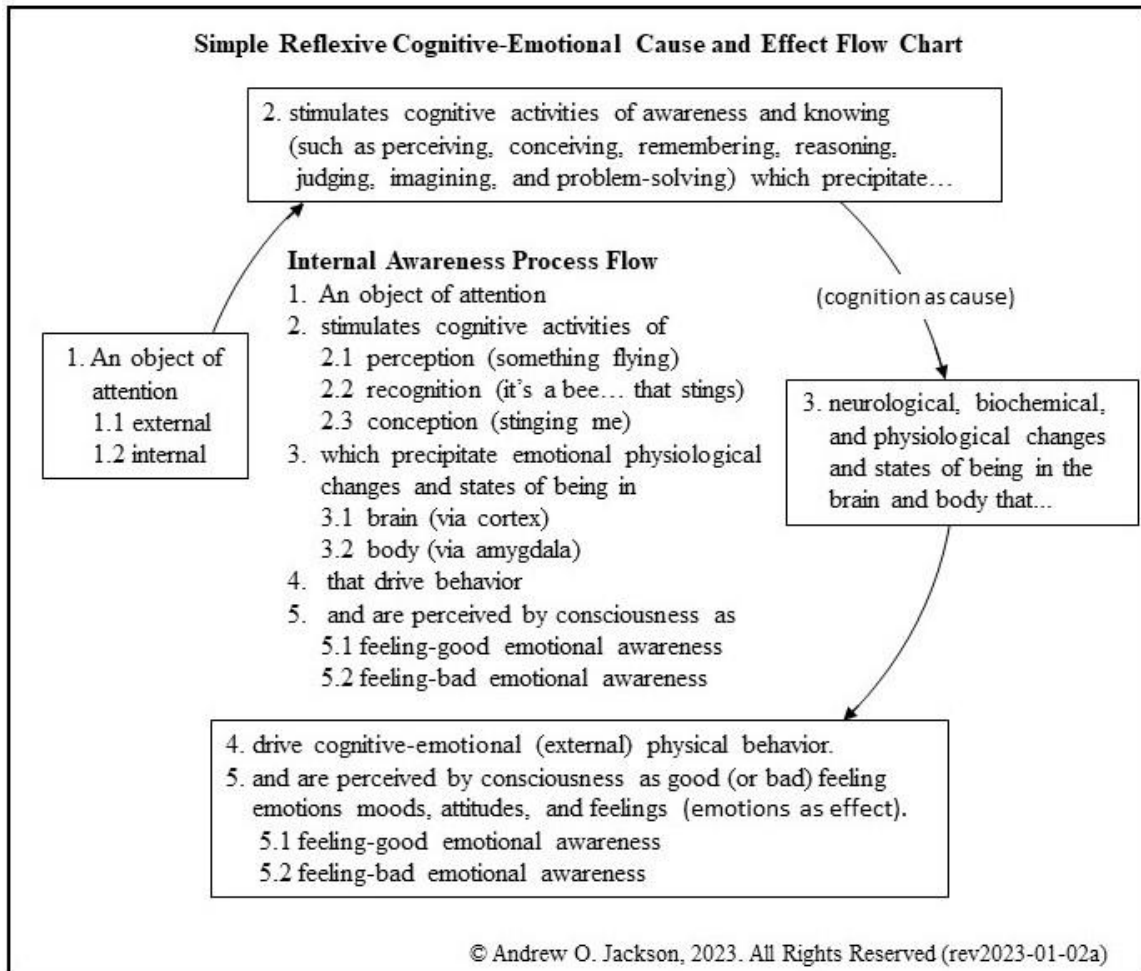 Simple Reflexive Cognitive-Emotional Cause and Effect Flow Chart
2. stimulates cognitive activities of awareness and knowing
(such as perceiving, conceiving, remembering, reasoning,
judging, imagining, and problem-solving) which precipitate…
(cognition as cause)
1. An object of
attention
1.1 external
1.2 internal
Internal Awareness Process Flow
1. An object of attention
2. stimulates cognitive activities of
2.1 perception (something flying)
2.2 recognition (it's a bee… that stings)
2.3 conception (stinging me)
3. which precipitate emotional physiological
changes and states of being in
3.1 brain (via cortex)
3.2 body (via amygdala)
4. that drive behavior
5. and are perceived by consciousness as
5.1 feeling-good emotional awareness
5.2 feeling-bad emotional awareness
3. neurological, biochemical,
and physiological changes
and states of being in the
brain and body that...
4. drive cognitive-emotional (external) physical behavior.
5. and are perceived by consciousness as good (or bad) feeling
emotions moods, attitudes, and feelings (emotions as effect).
5.1 feeling-good emotional awareness
5.2 feeling-bad emotional awareness
© Andrew O. Jackson, 2023. All Rights Reserved (rev2023-01-02a)